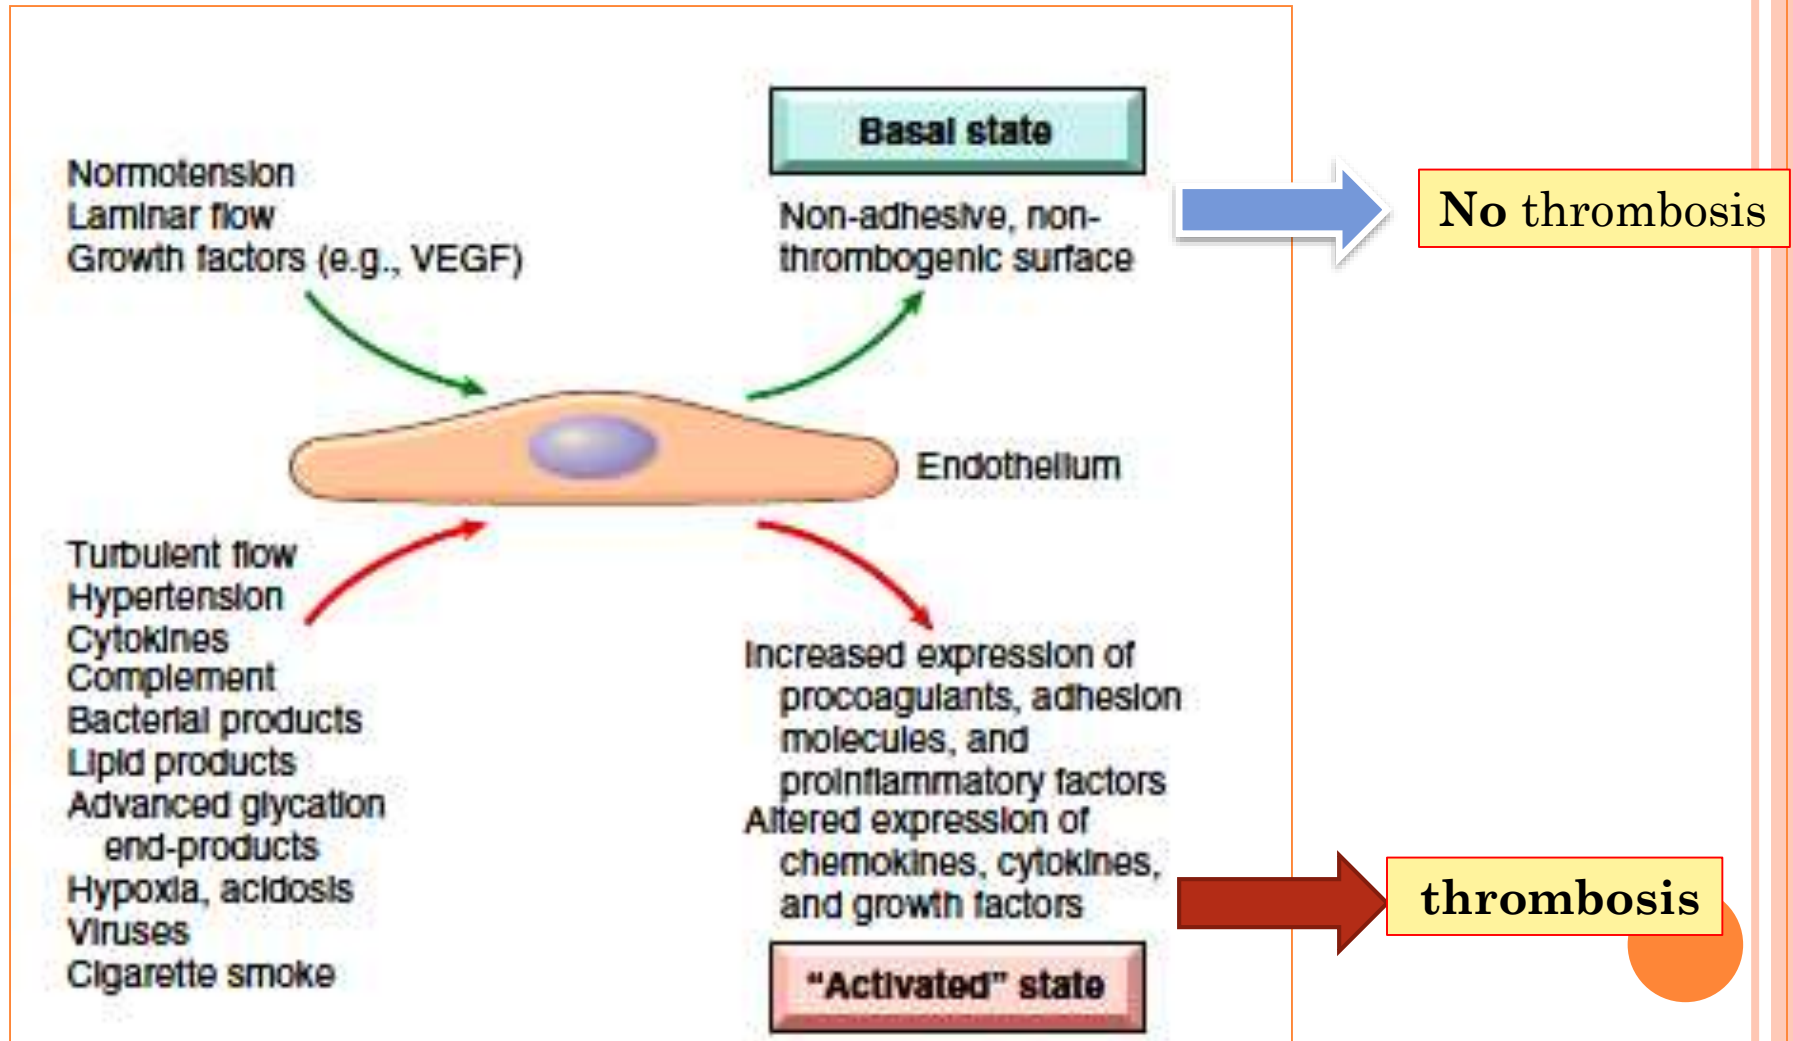 Basal state
Normotension
Laminar flow
Growth factors (e.g., VEGF)
Non-adhesive, non-
thrombogenic surface
No thrombosis
Endothelium
Turbulent flow
Hypertension
Cytokines
Complement
Bacterial products
Lipid products
Advanced glycation
end-products
Hypoxia, acidosis
Viruses
Cigarette smoke
Increased expression of
procoagulants, adhesion
molecules, and
proinflammatory factors
Altered expression of
chemokines, cytokines,
and growth factors
thrombosis
“Activated” state